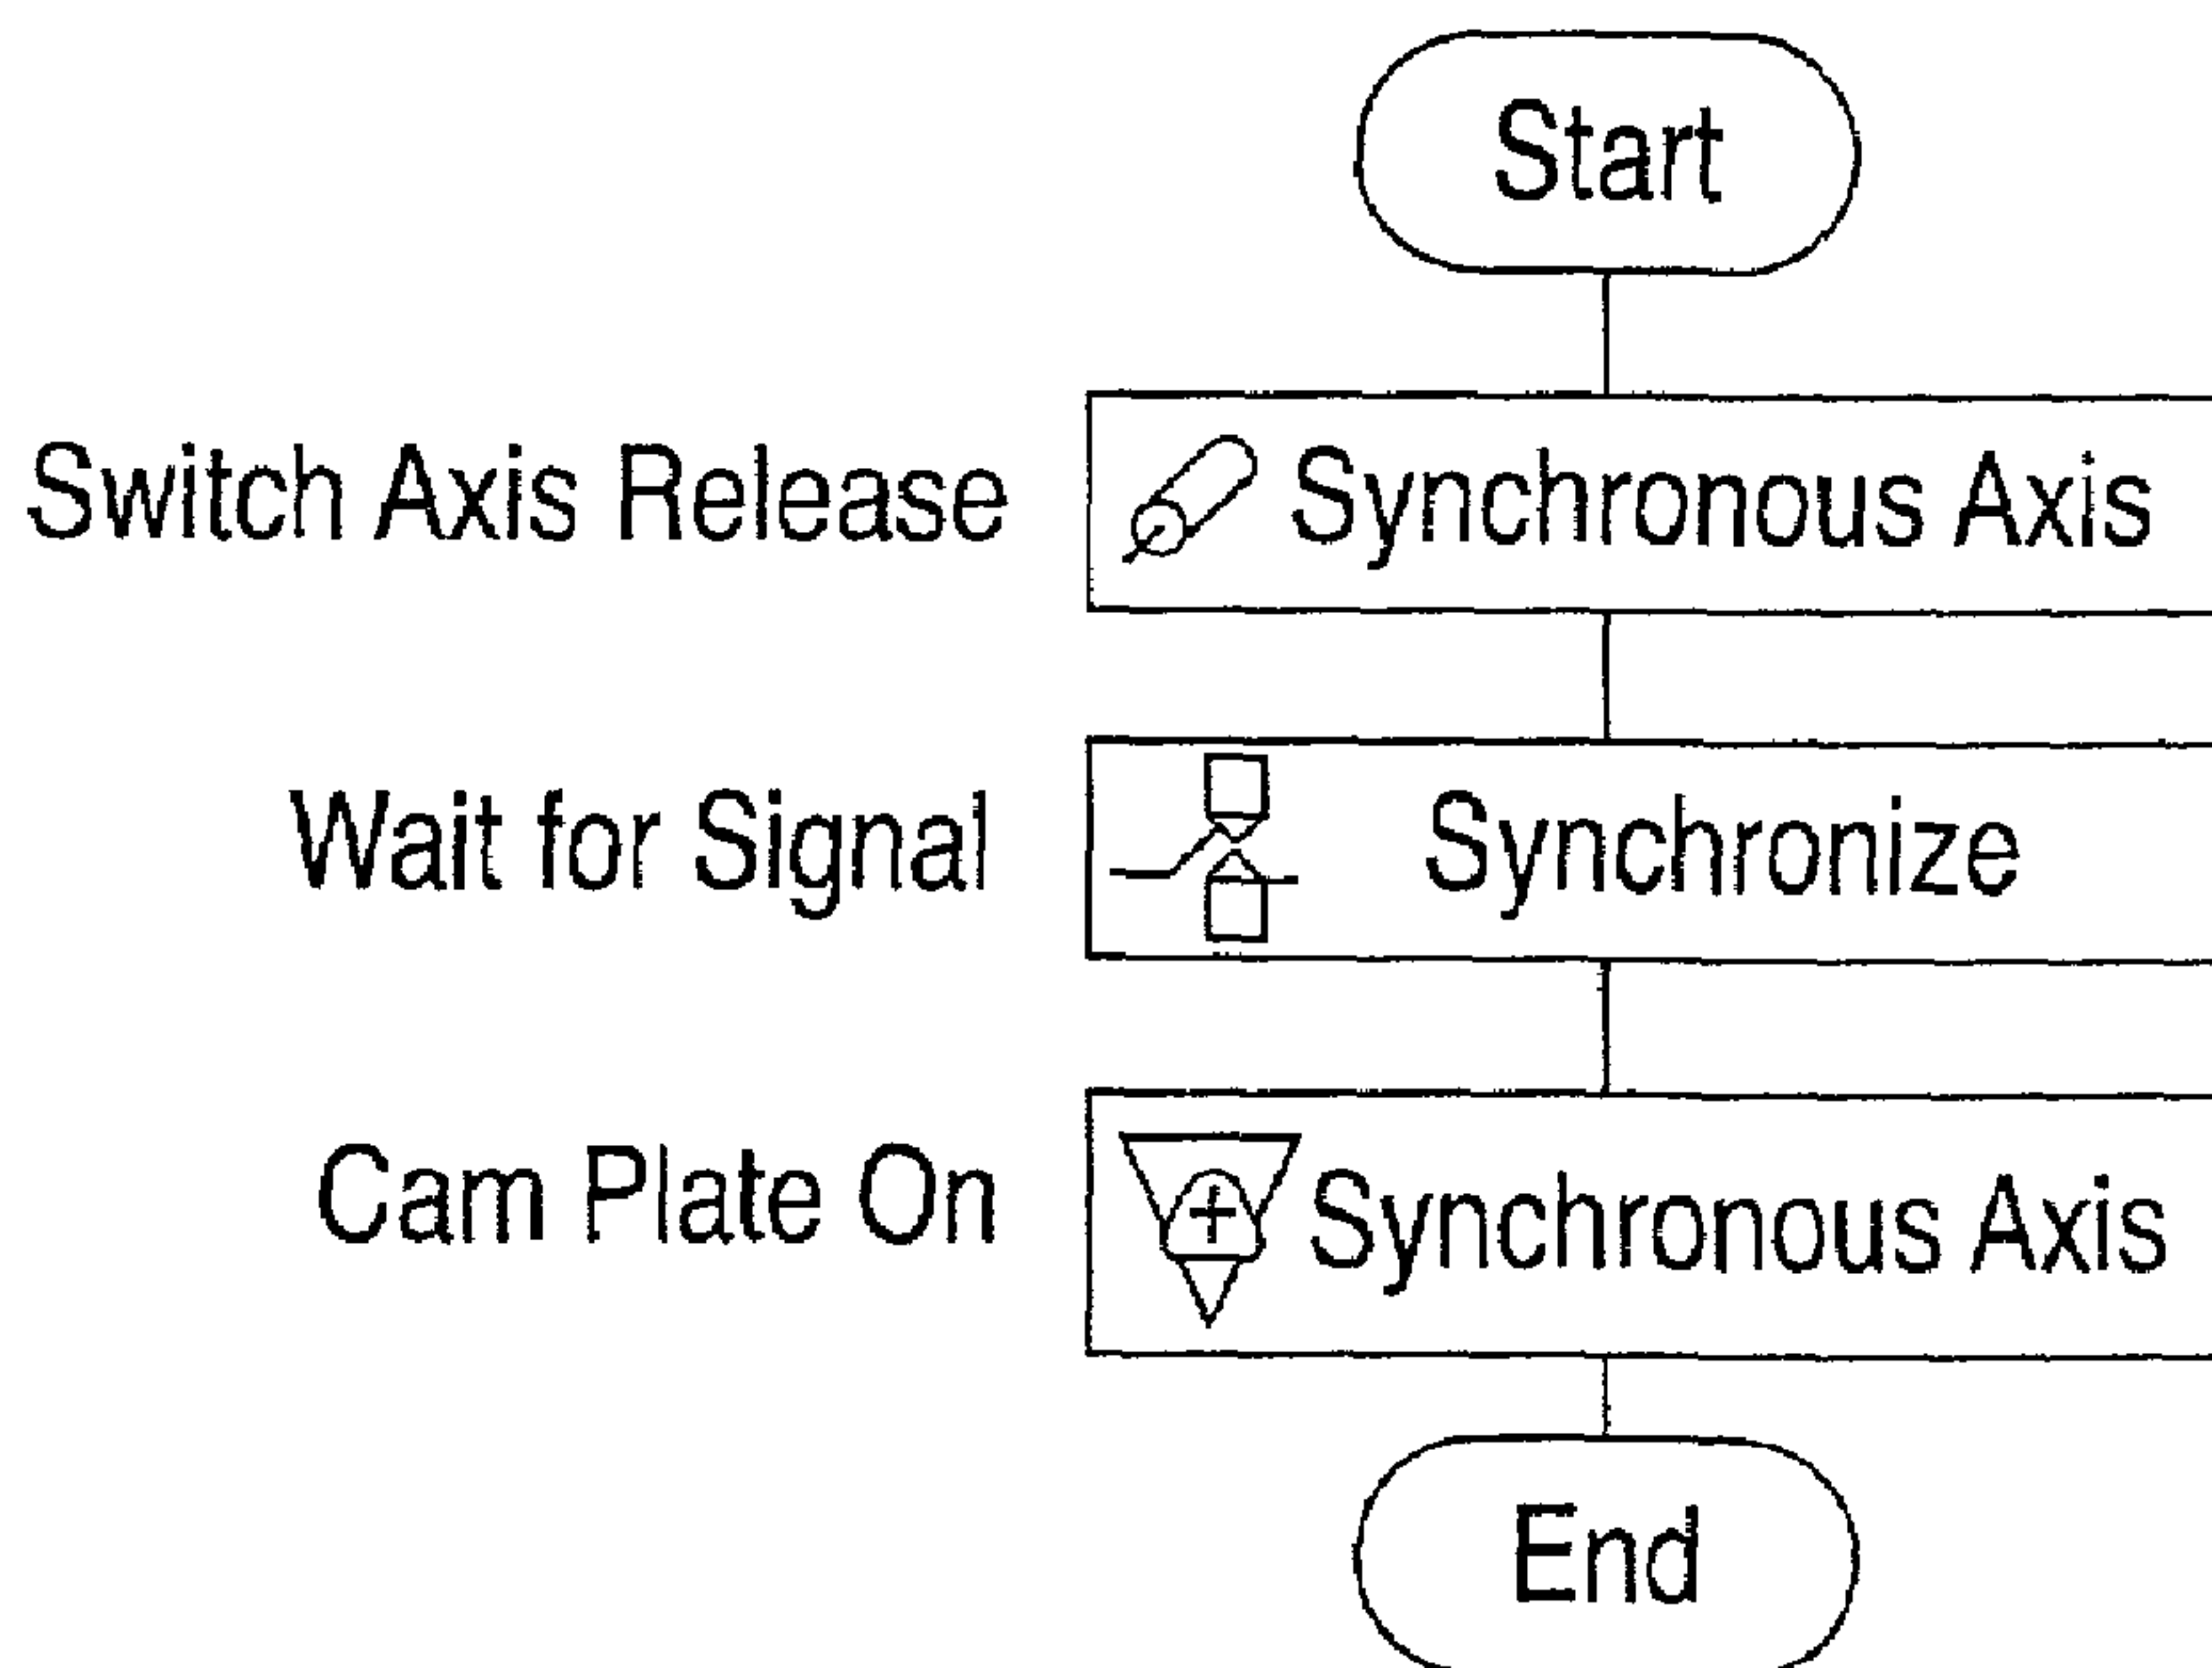 Start
Switch Axis Release
Synchronous Axis
Wait for Signal
Synchronize
Cam Plate On
Synchronous Axis
End